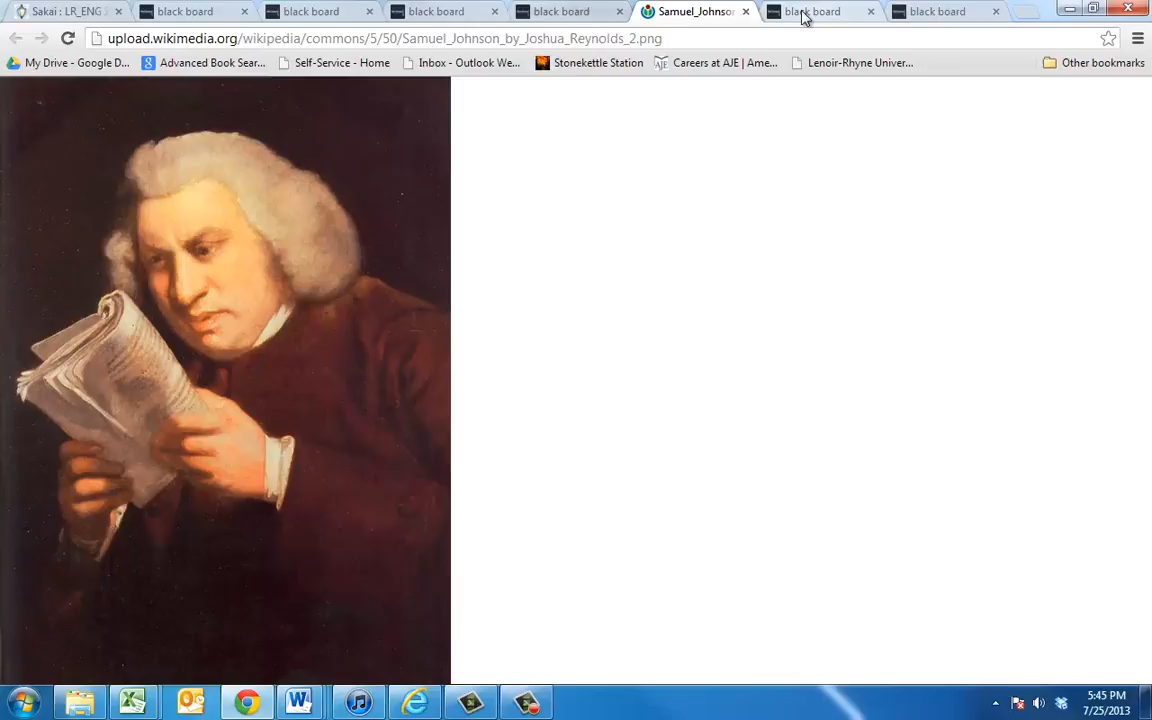 Sakai : LR_ENG
black board
black board
black board
black board
Samuel_Johnso
black board
black board
upload.wikimedia.org/wikipedia/commons/5/50/Samuel_Johnson_by_Joshua_Reynolds_2.png
My Drive - Google D...
Advanced Book Sear...
Self-Service - Home
Inbox - Outlook We...
Stonekettle Station
Careers at AJE | Ame...
Lenoir-Rhyne Univer...
Other bookmarks
5:45 PM
7/25/2013